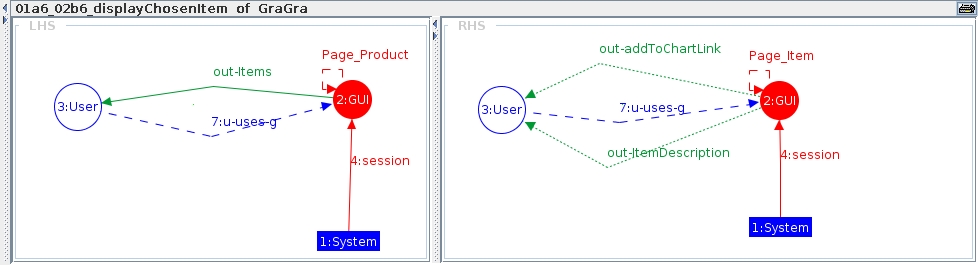 01a6_02b6_displayChosenItem of GraGra
LHS
Page_Product
out-Items
2:GUI
3:User
7:u-uses-g
4:session
1:System
RHS
out-addToChartLink
Page_Item
2:GUI
3:User
7:u-uses-g
out-ItemDescription
4:session
1:System